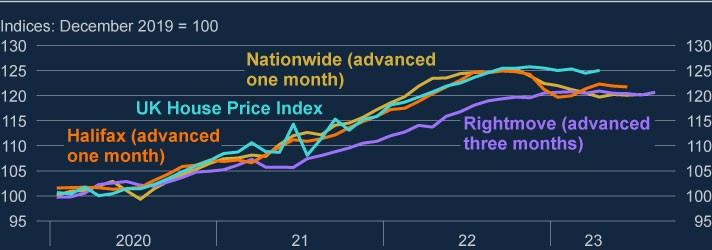 Indices: December 2019 = 100
130 130
125 125
120 120
115 115
110 110
105 105
100 100
95 95
Nationwide (advanced
one month)
UK House Price Index
Halifax (advanced
one month)
Rightmove (advanced
three months)
2020 21 22 23